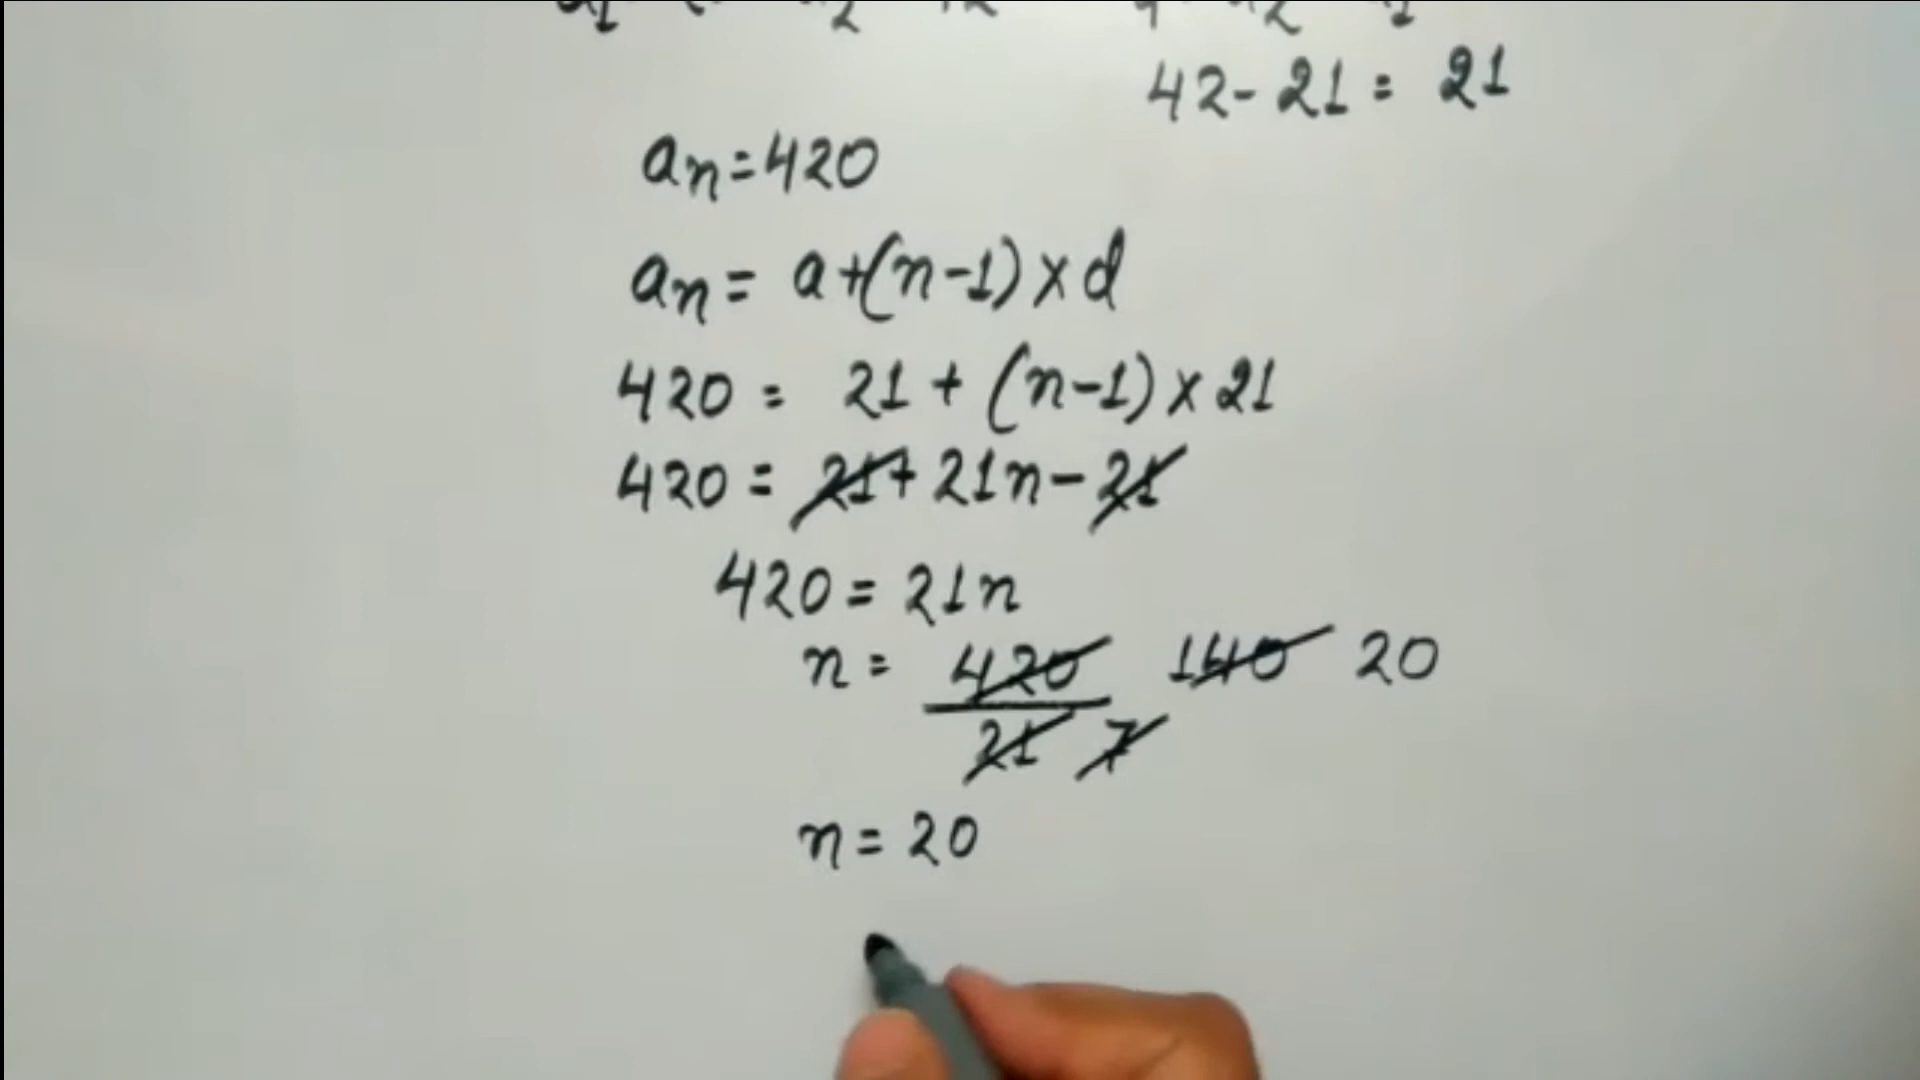 42 - 21 = 21
an = 420
an = a + (n-1) × d
420 = 21 + (n-1) × 21
420 = 21 + 21n - 21
420 = 21n
n = 420 140 20
21 7
n = 20